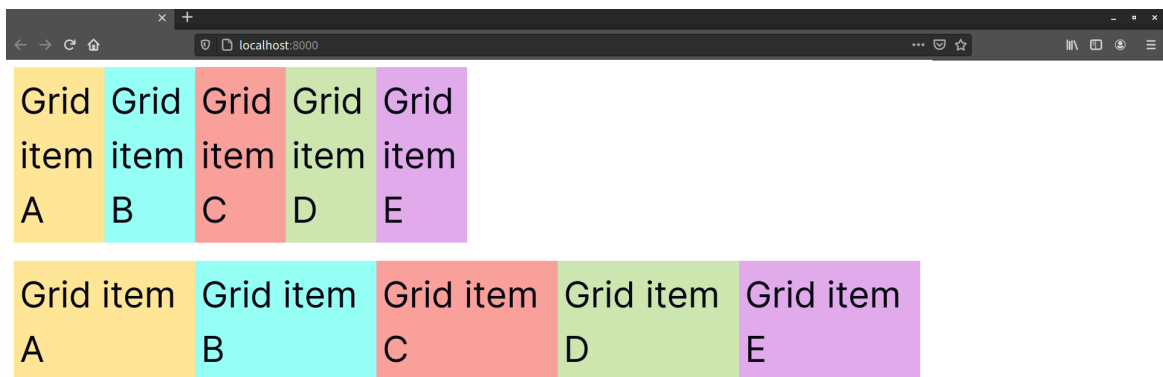 localhost:8000
Grid Grid Grid Grid Grid
item item item item item
A B C D E
Grid item Grid item Grid item Grid item Grid item
A B C D E